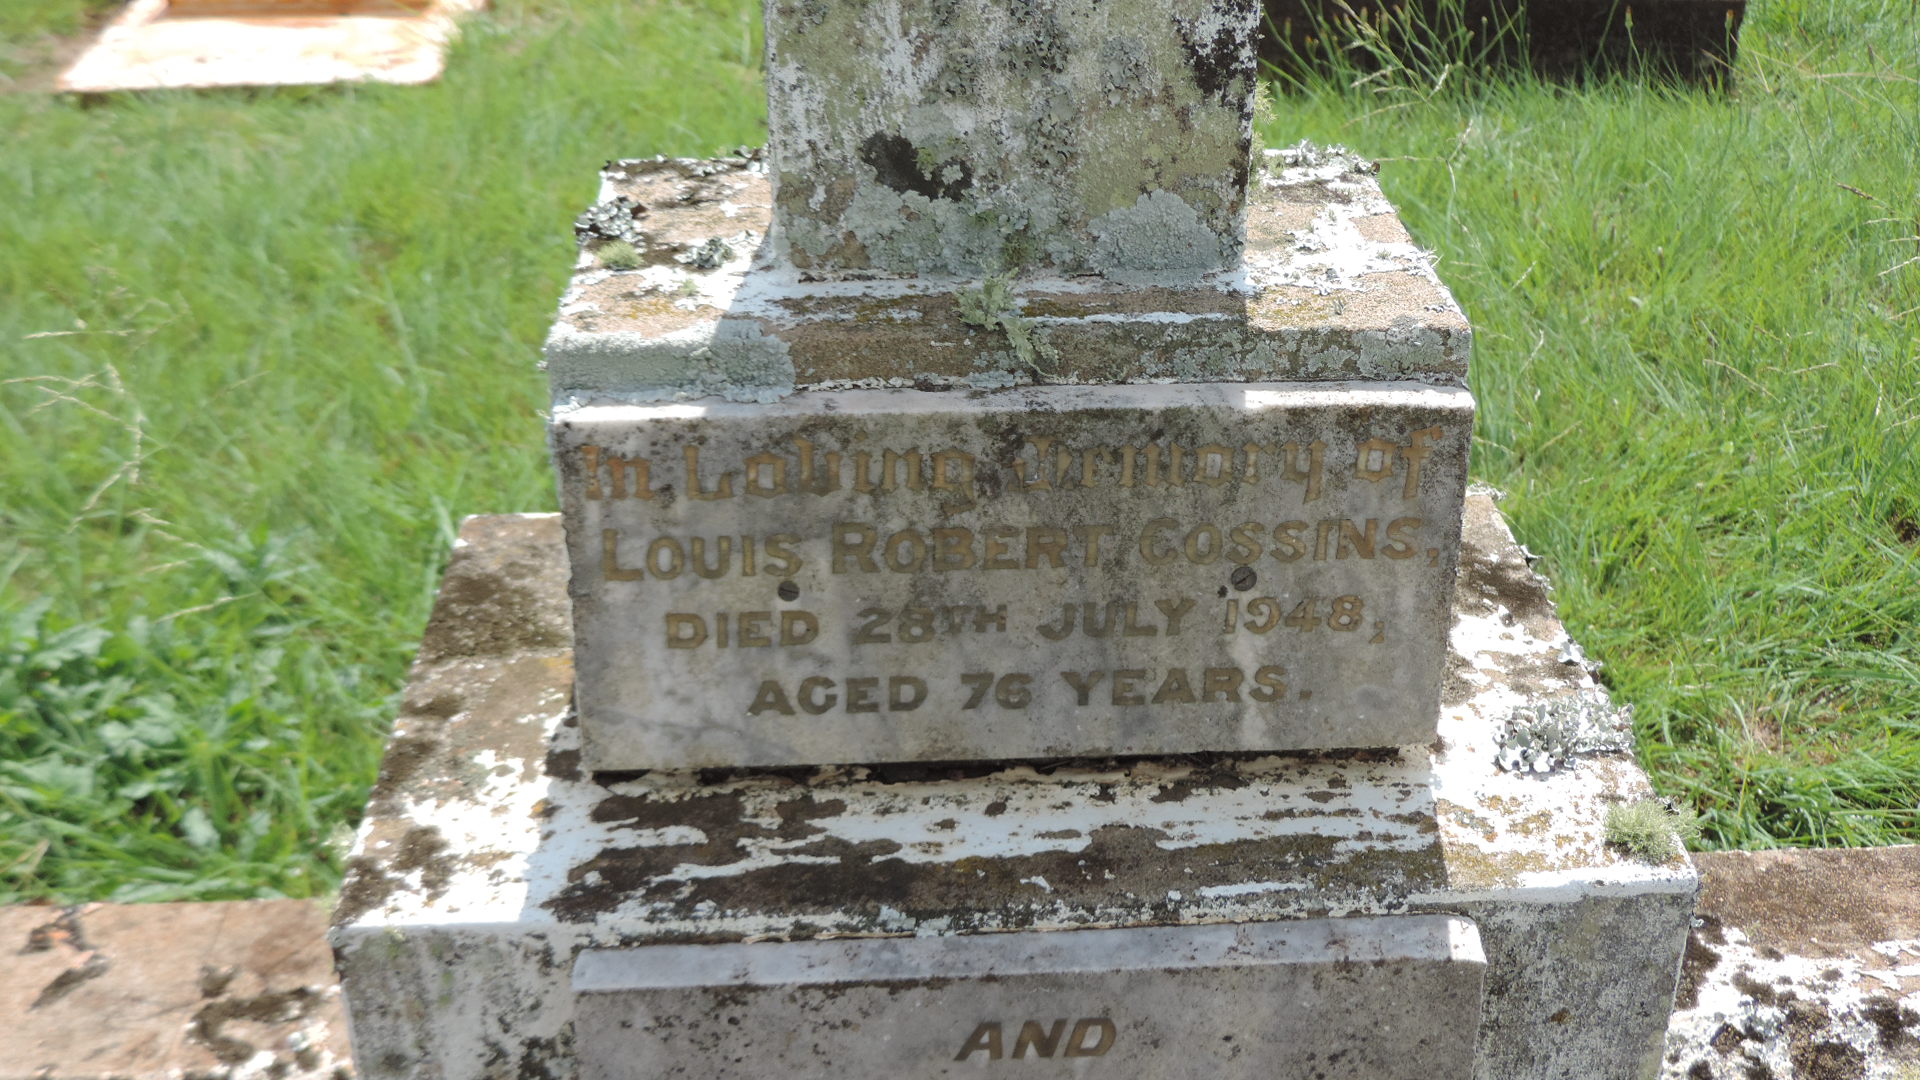 In Loving Memory of
LOUIS ROBERT COSSINS,
DIED 28TH JULY 1948,
AGED 76 YEARS.
AND